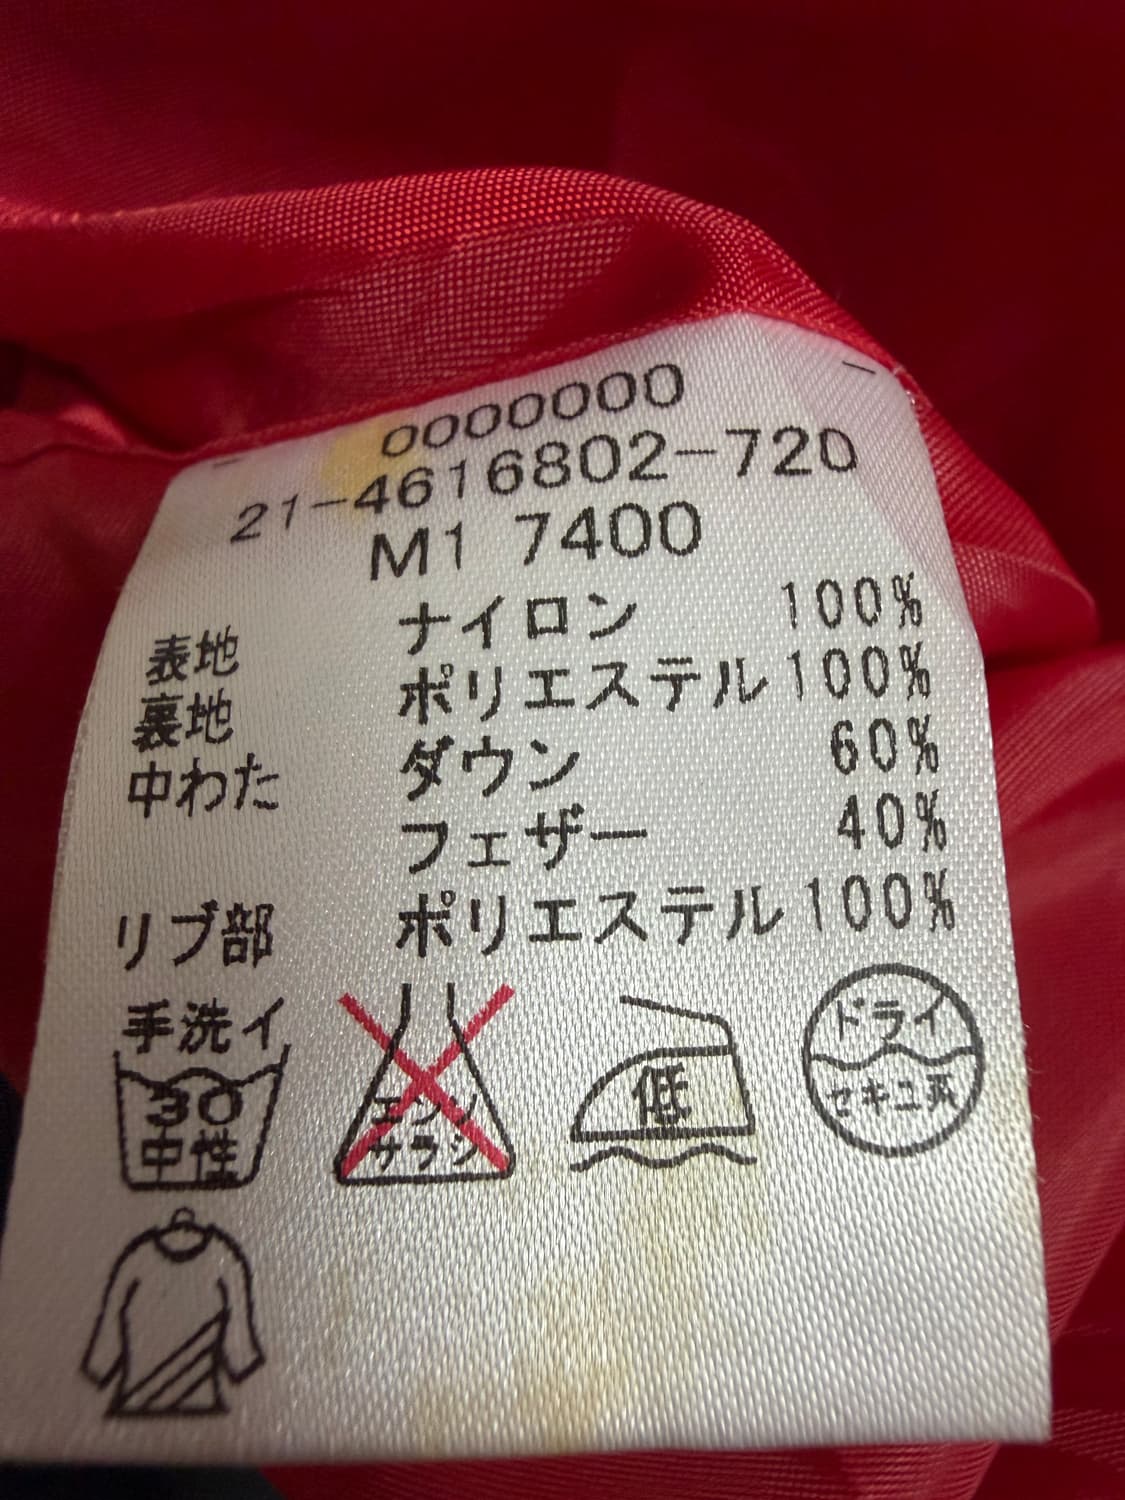 0000000
21-4616802-720
M1 7400
表地 ナイロン 100%
裏地 ポリエステル 100%
中わた ダウン 60%
フェザー 40%
リブ部 ポリエステル 100%
手洗イ
30
中性
エンソ
サラシ
低
ドライ
セキユ系